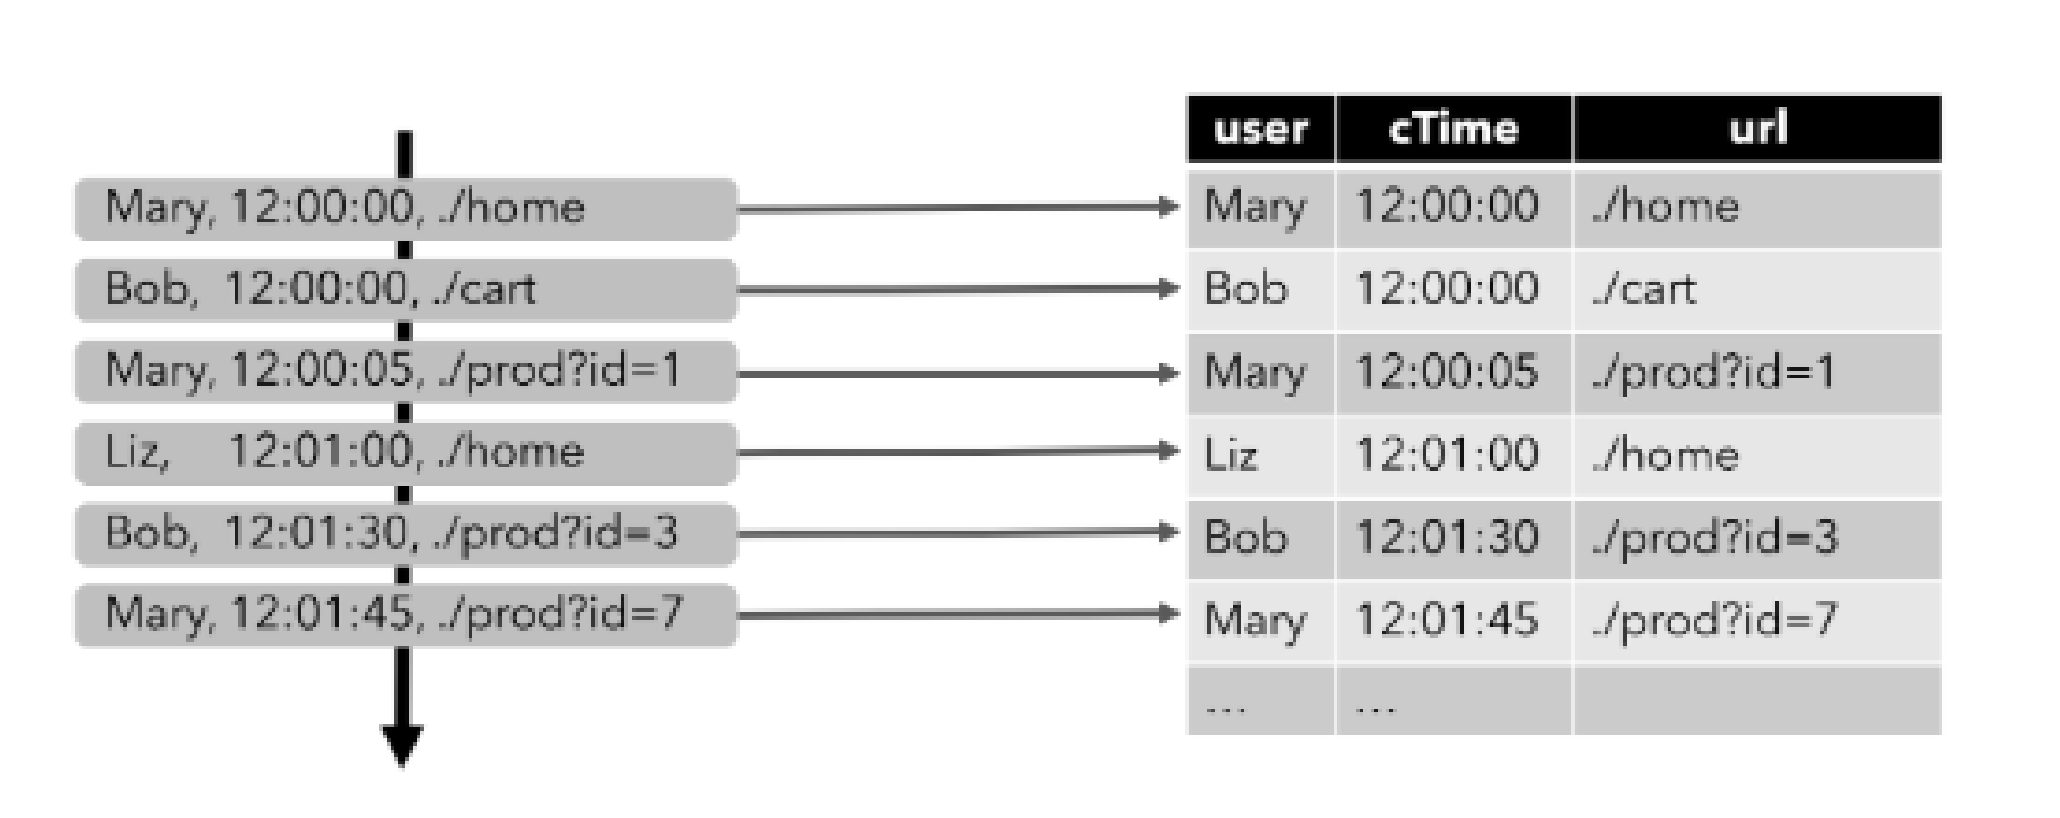 Mary, 12:00:00, ./home
Bob, 12:00:00, ./cart
Mary, 12:00:05, ./prod?id=1
Liz, 12:01:00, ./home
Bob, 12:01:30, ./prod?id=3
Mary, 12:01:45, ./prod?id=7
user cTime url
Mary 12:00:00 ./home
Bob 12:00:00 ./cart
Mary 12:00:05 ./prod?id=1
Liz 12:01:00 ./home
Bob 12:01:30 ./prod?id=3
Mary 12:01:45 ./prod?id=7
... ...